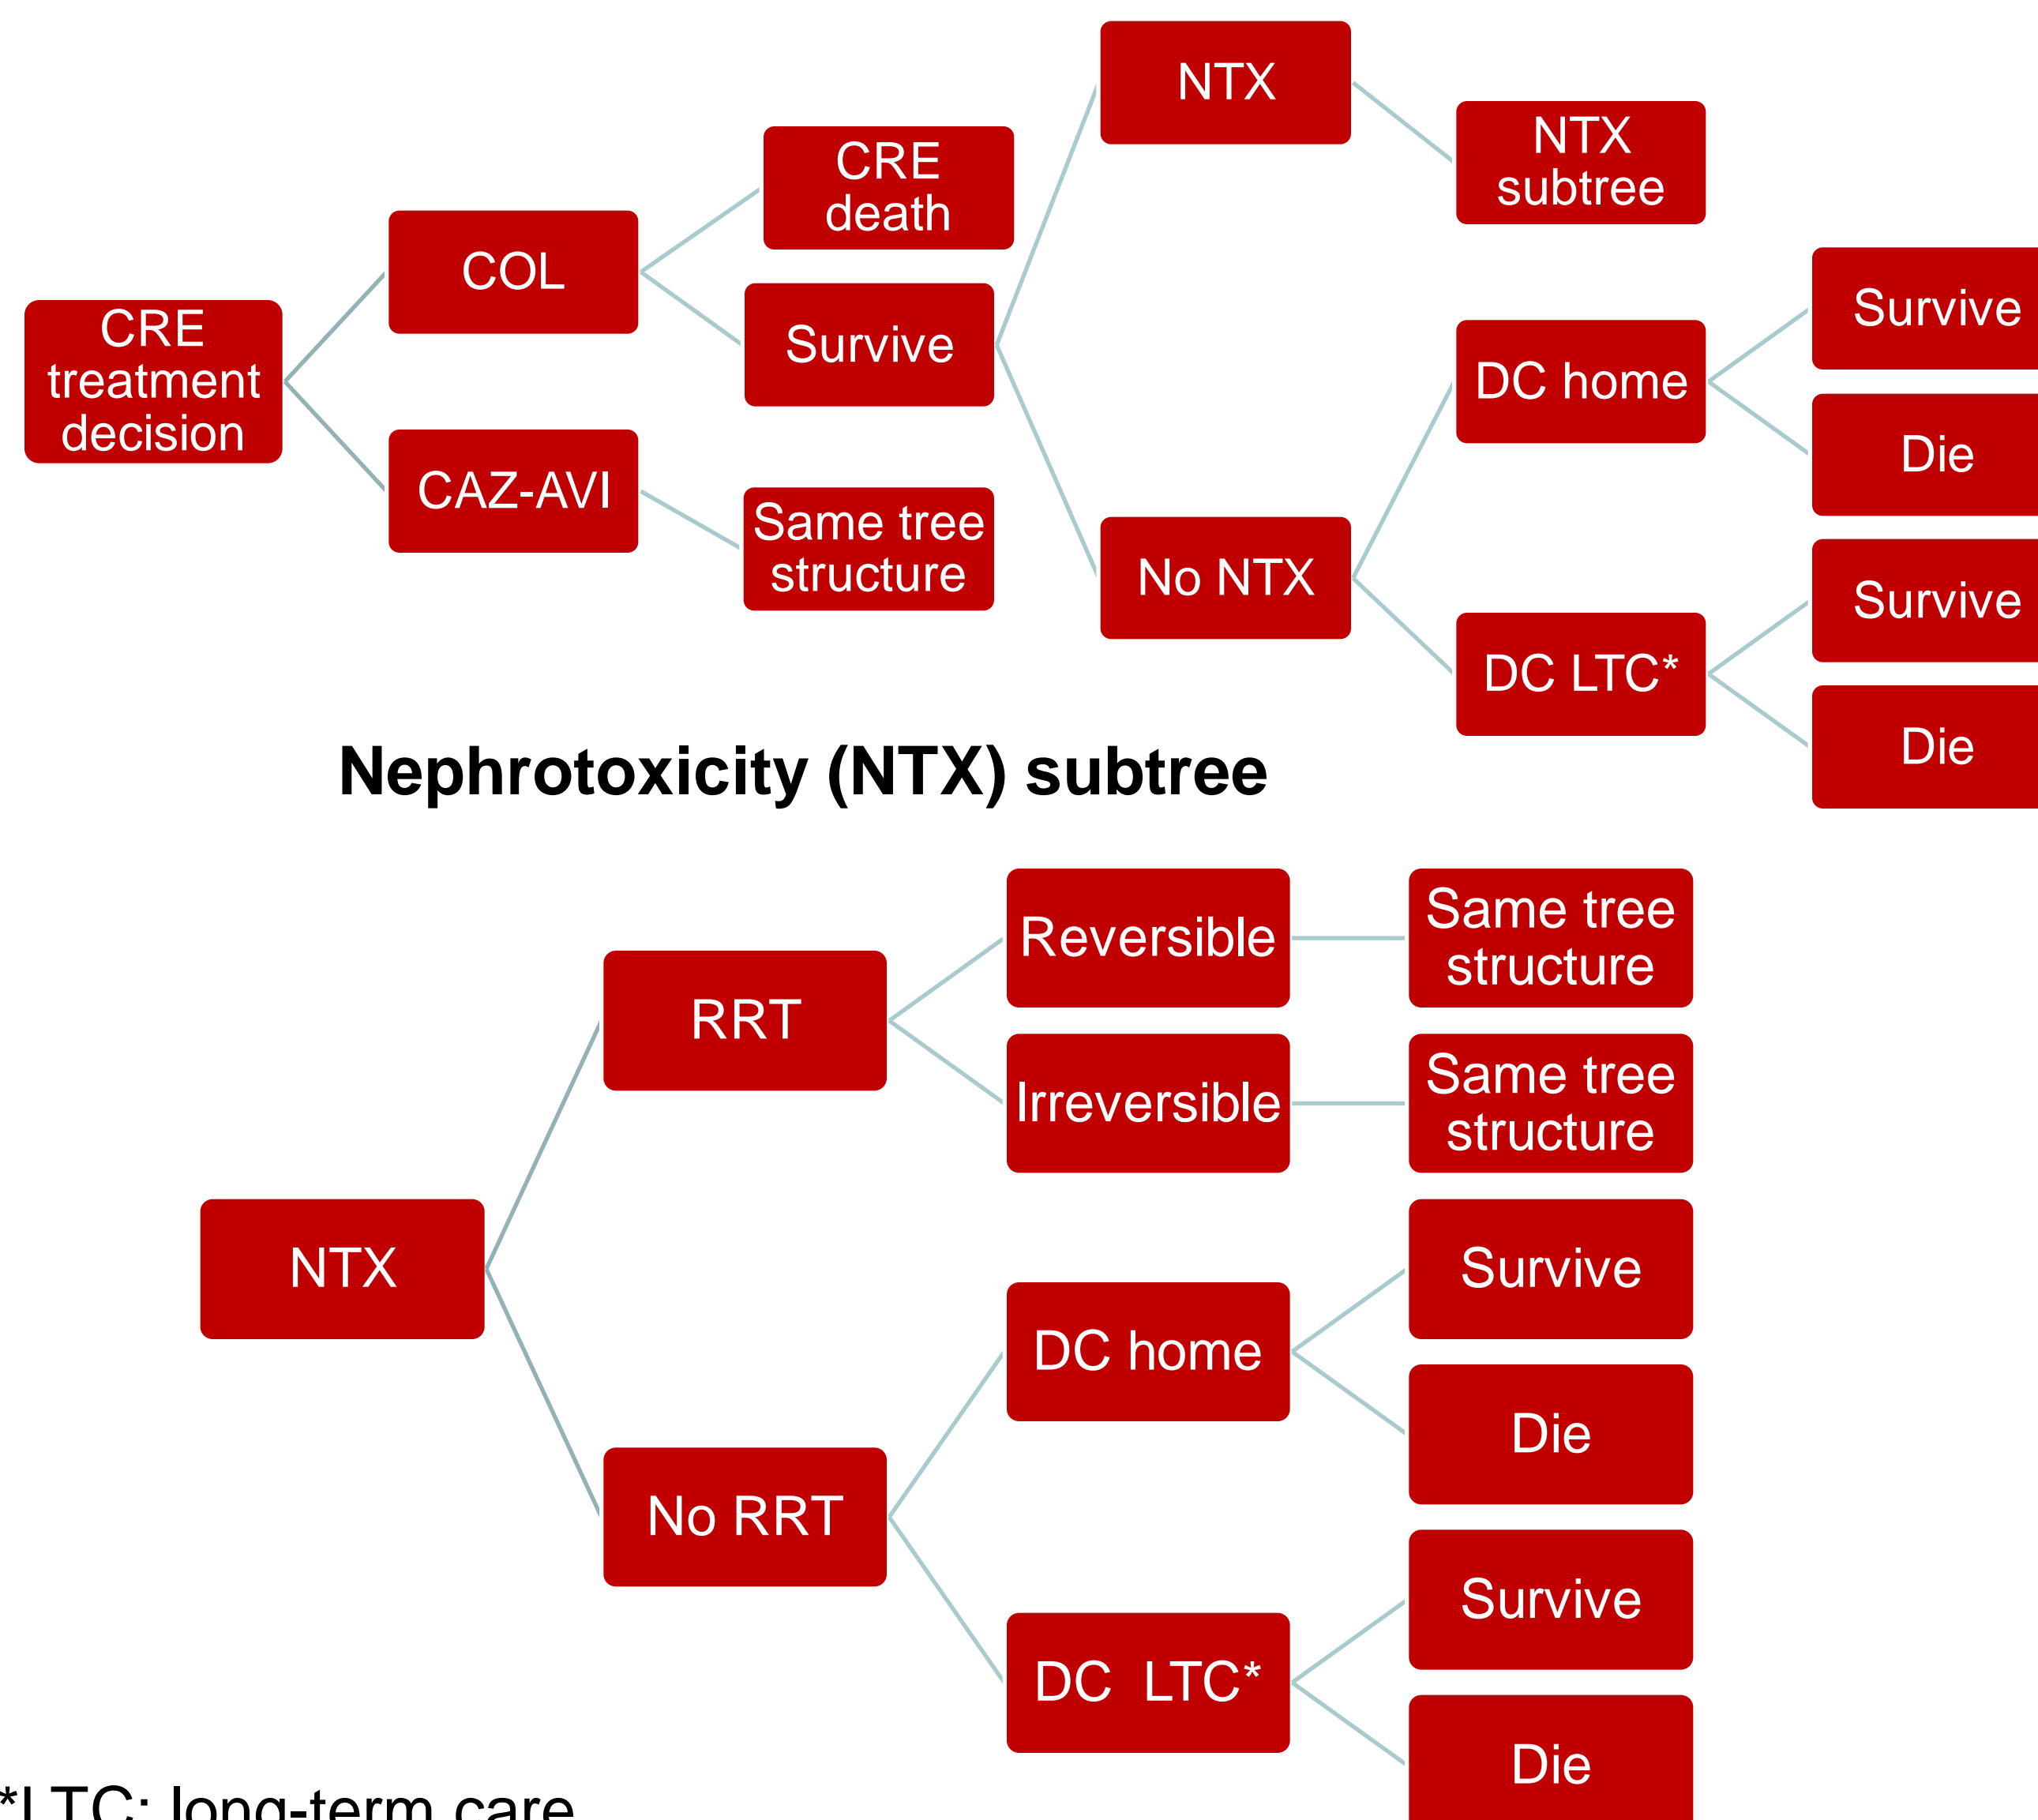 NTX
NTX
subtree
CRE
death
COL
Survive
Survive
CRE
treatment
decision
DC home
Die
CAZ-AVI
Same tree
structure
No NTX
Survive
DC LTC*
Die
Nephrotoxicity (NTX) subtree
Reversible
Same tree
structure
RRT
Irreversible
Same tree
structure
NTX
Survive
DC home
Die
No RRT
Survive
DC LTC*
Die
*LTC: long-term care